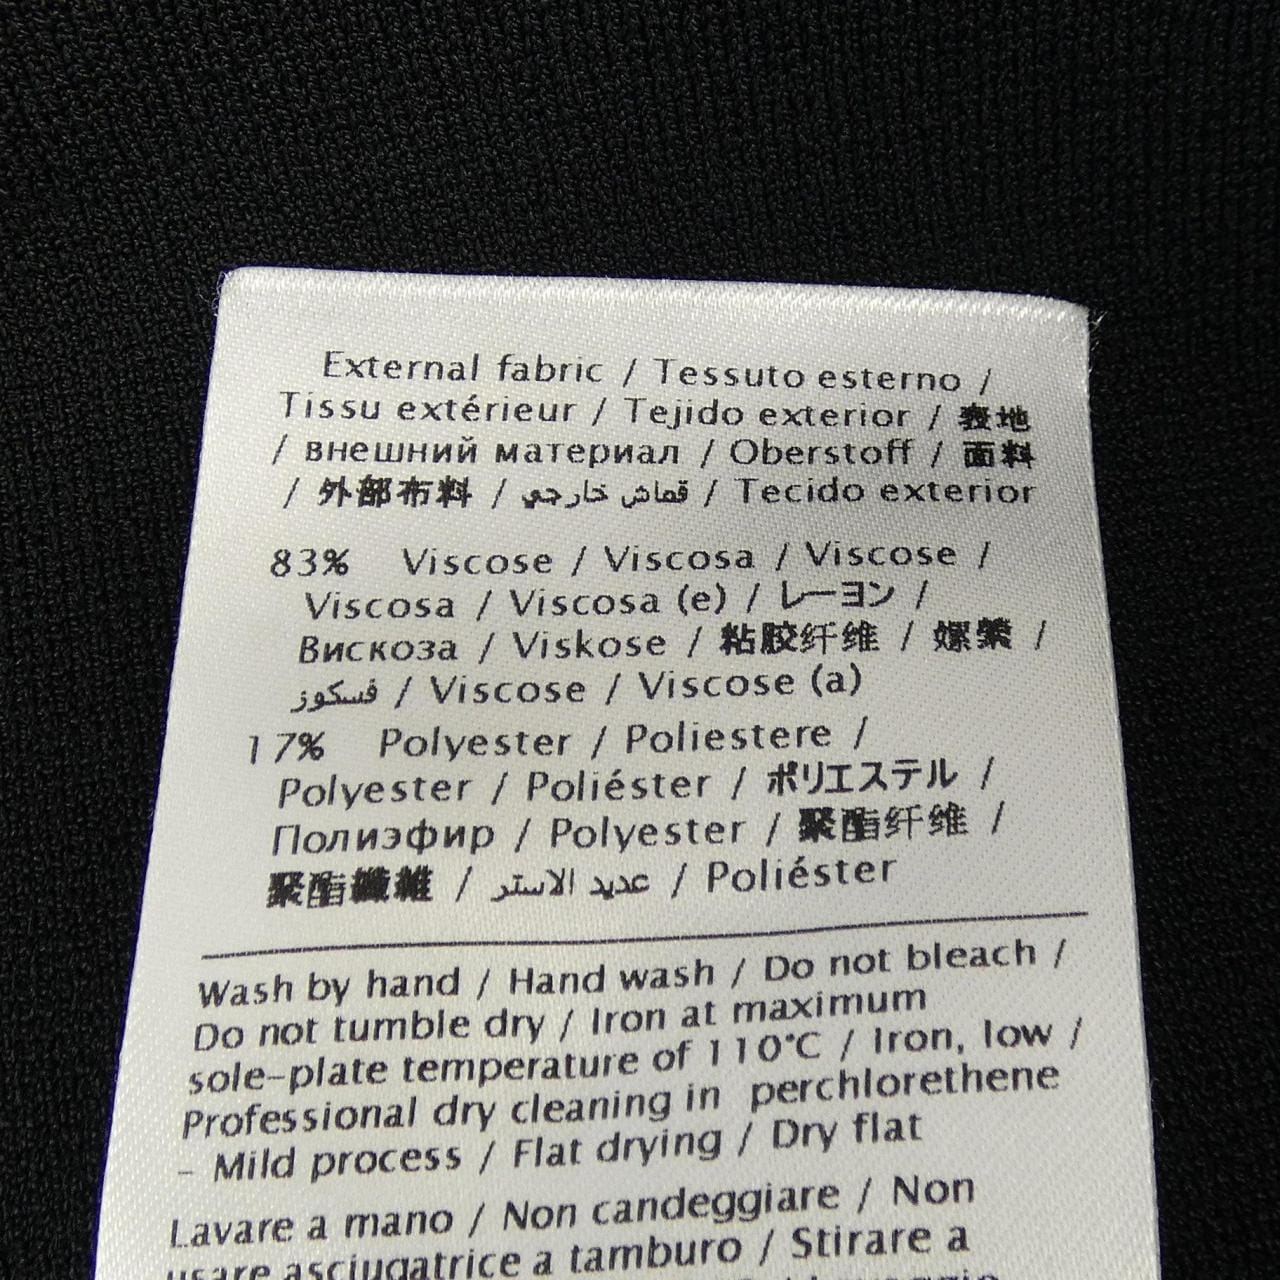 External fabric / Tessuto esterno /
Tissu extérieur / Tejido exterior / 表地
/ внешний материал / Oberstoff / 面料
/ 外部布料 / قماش خارجي / Tecido exterior
83% Viscose / Viscosa / Viscose /
Viscosa / Viscosa (e) / レーヨン /
Вискоза / Viskose / 粘胶纤维 / 嫘縈 /
فسكوز / Viscose / Viscose (a)
17% Polyester / Poliestere /
Polyester / Poliéster / ポリエステル /
Полиэфир / Polyester / 聚酯纤维 /
聚酯纖維 / عديد الاستر / Poliéster
Wash by hand / Hand wash / Do not bleach /
Do not tumble dry / Iron at maximum
sole-plate temperature of 110°C / Iron, low /
Professional dry cleaning in perchlorethene
- Mild process / Flat drying / Dry flat
Lavare a mano / Non candeggiare / Non
usare asciugatrice a tamburo / Stirare a